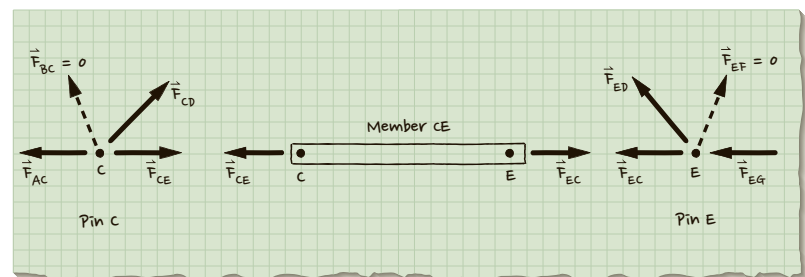 F⃗BC = 0
F⃗CD
F⃗AC
C
F⃗CE
Pin C
Member CE
F⃗CE
C
E
F⃗EC
F⃗ED
F⃗EF = 0
F⃗EC
E
F⃗EG
Pin E